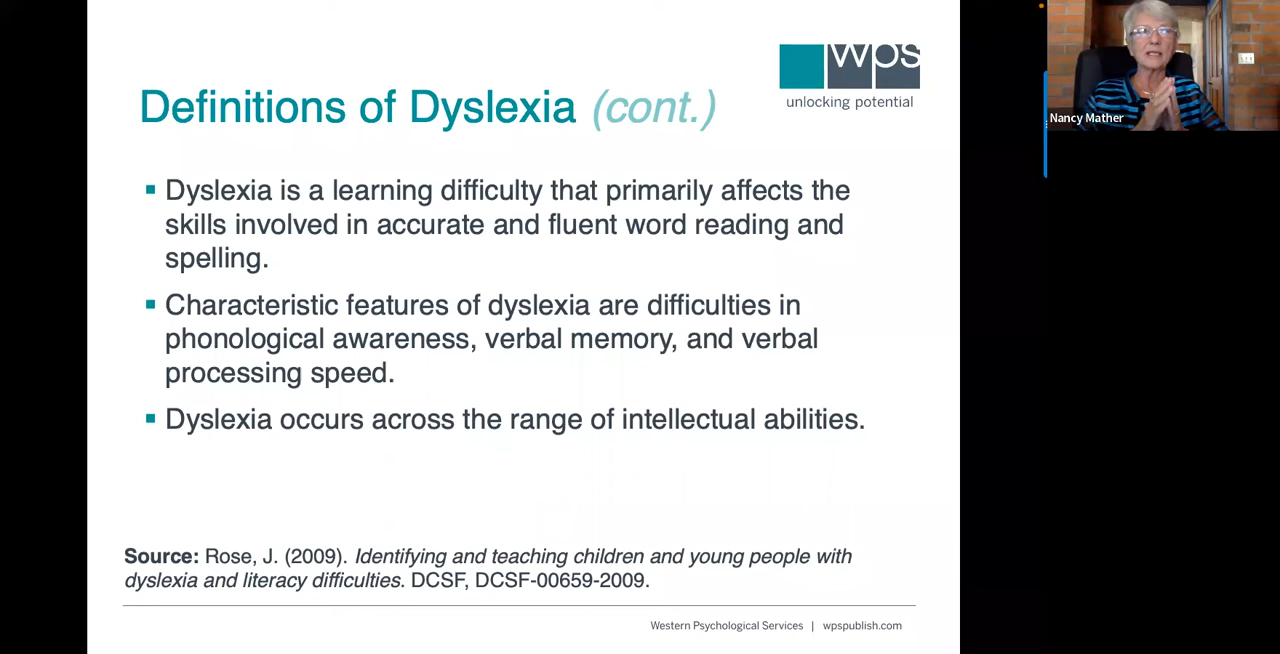 wps
unlocking potential
Definitions of Dyslexia (cont.)
▪ Dyslexia is a learning difficulty that primarily affects the
skills involved in accurate and fluent word reading and
spelling.
▪ Characteristic features of dyslexia are difficulties in
phonological awareness, verbal memory, and verbal
processing speed.
▪ Dyslexia occurs across the range of intellectual abilities.
Source: Rose, J. (2009). Identifying and teaching children and young people with
dyslexia and literacy difficulties. DCSF, DCSF-00659-2009.
Western Psychological Services | wpspublish.com
Nancy Mather